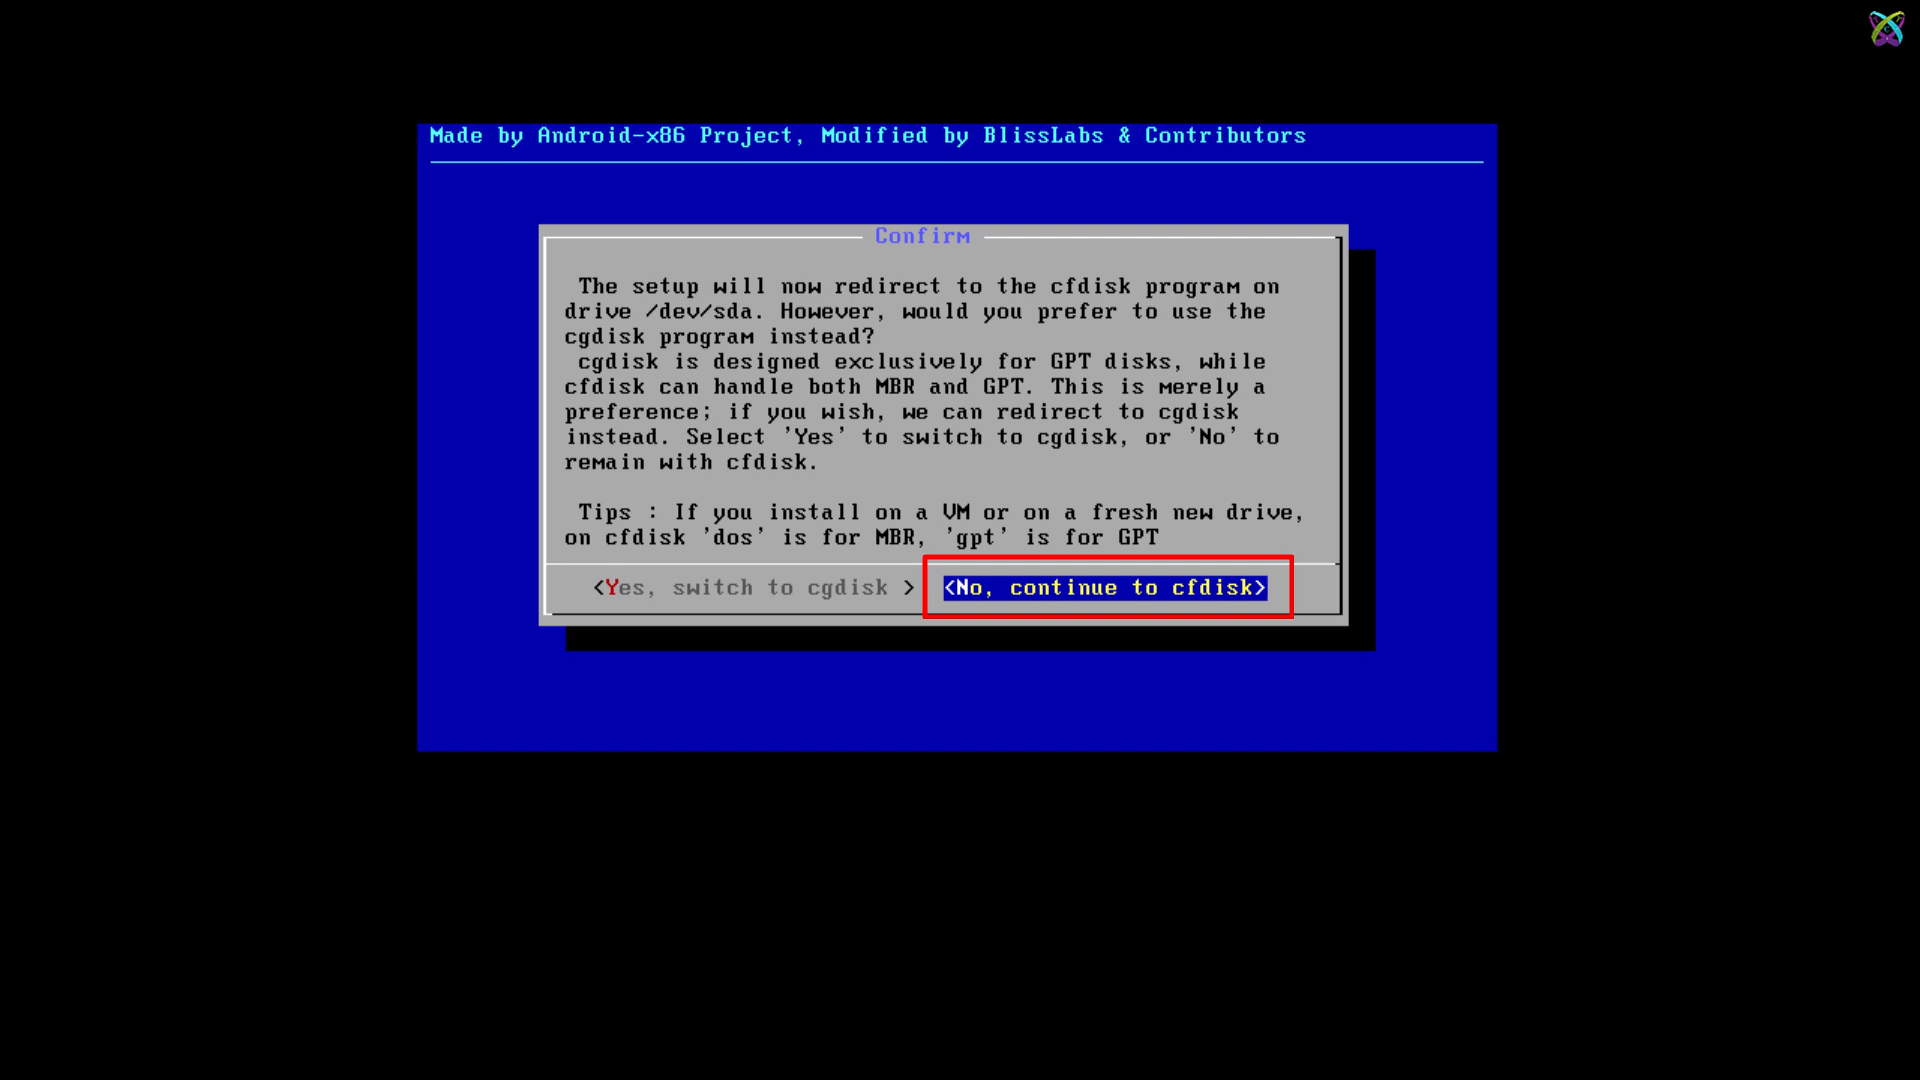 Made by Android-x86 Project, Modified by BlissLabs & Contributors
Confirm
The setup will now redirect to the cfdisk program on
drive /dev/sda. However, would you prefer to use the
cgdisk program instead?
cgdisk is designed exclusively for GPT disks, while
cfdisk can handle both MBR and GPT. This is merely a
preference; if you wish, we can redirect to cgdisk
instead. Select 'Yes' to switch to cgdisk, or 'No' to
remain with cfdisk.
Tips : If you install on a VM or on a fresh new drive,
on cfdisk 'dos' is for MBR, 'gpt' is for GPT
<Yes, switch to cgdisk > <No, continue to cfdisk>